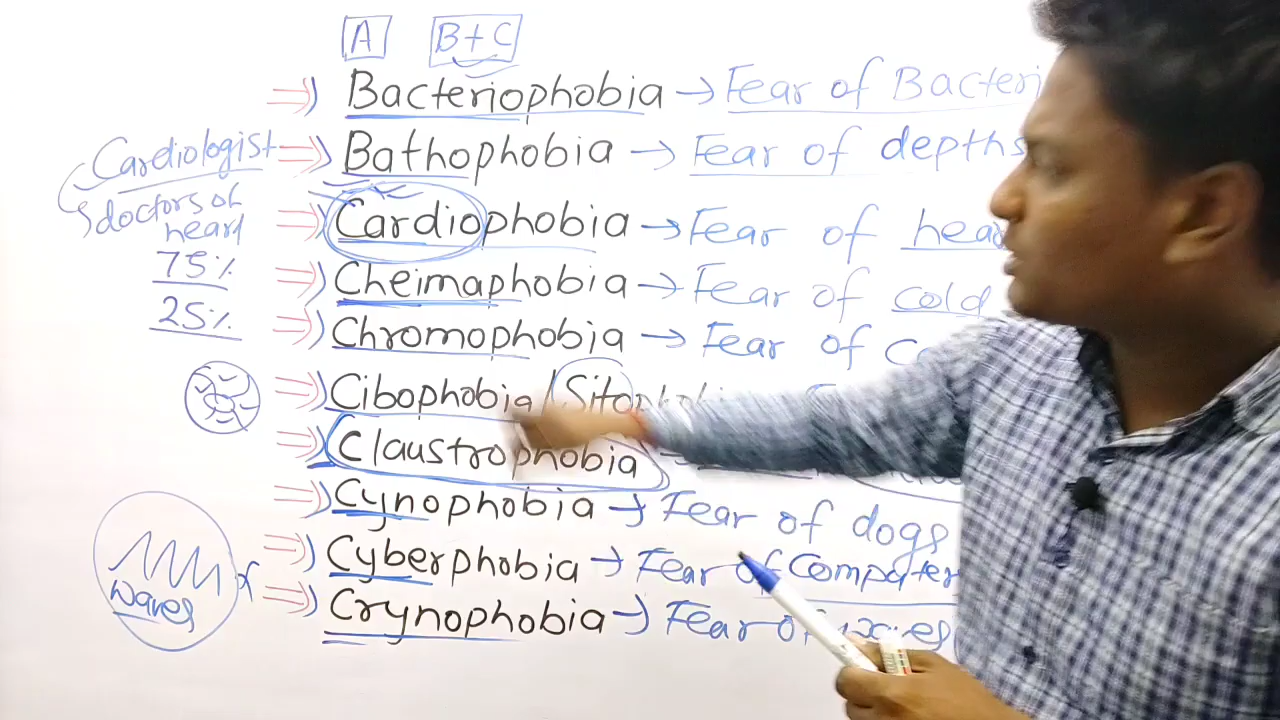 A B+C
Bacteriophobia → Fear of Bacteri
Cardiologist
Bathophobia → Fear of depths
doctors of heart
Cardiophobia → Fear of hear
75%
Cheimaphobia → Fear of cold
25%
Chromophobia → Fear of
Cibophobia / Sitophobi
Claustrophobia →
Cynophobia → Fear of dogs
waves
Cyberphobia → Fear of Computer
Crynophobia → Fear of